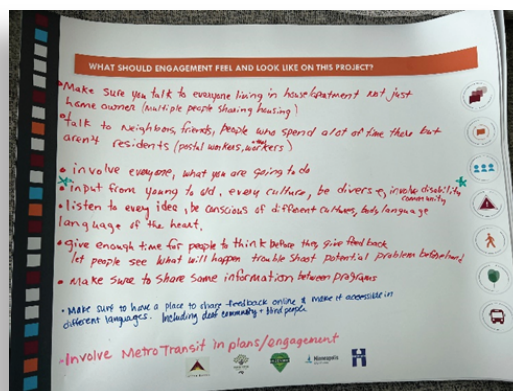 WHAT SHOULD ENGAGEMENT FEEL AND LOOK LIKE ON THIS PROJECT?
• Make sure you talk to everyone living in house/apartment not just
home owner (multiple people sharing housing)
• talk to neighbors, friends, people who spend a lot of time there but
aren't residents (postal workers, workers)
• involve everyone, what you are going to do
• input from young to old, every culture, be diverse, involve disability
community
• listen to every idea, be conscious of different cultures, body language
language of the heart.
• give enough time for people to think before they give feed back
let people see what will happen trouble shoot potential problem beforehand
• Make sure to share same information between programs
• Make sure to have a place to share feedback online & make it accessible in
different languages. Including deaf community + blind people
• Involve Metro Transit in plans/engagement
Minneapolis